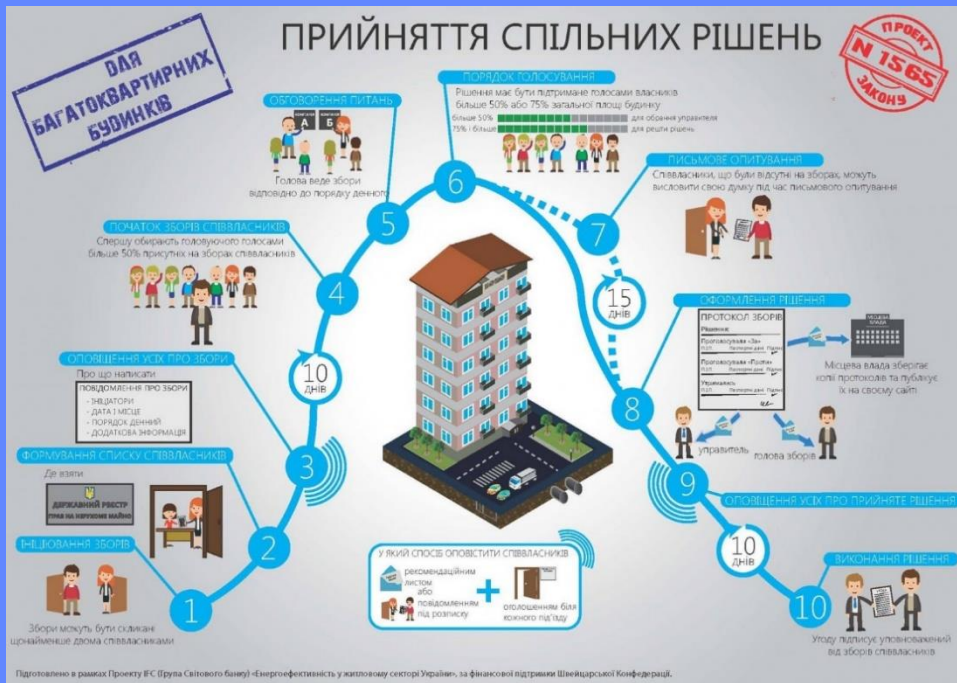 ПРИЙНЯТТЯ СПІЛЬНИХ РІШЕНЬ
ДЛЯ
БАГАТОКВАРТИРНИХ
БУДИНКІВ
ПРОЕКТ
N 1565
ЗАКОНУ
ПОРЯДОК ГОЛОСУВАННЯ
Рішення має бути підтримане голосами власників
більше 50% або 75% загальної площі будинку
більше 50%
для обрання управителя
75% і більше
для решти рішень
6
ОБГОВОРЕННЯ ПИТАНЬ
А
Б
Голова веде збори
відповідно до порядку денного
5
ПИСЬМОВЕ ОПИТУВАННЯ
Співвласники, що були відсутні на зборах, можуть
висловити свою думку під час письмового опитування
7
ПОЧАТОК ЗБОРІВ СПІВВЛАСНИКІВ
Спершу обирають головуючого голосами
більше 50% присутніх на зборах співвласників
4
15
ДНІВ
ОФОРМЛЕННЯ РІШЕННЯ
ПРОТОКОЛ ЗБОРІВ
Рішення:
Проголосували «За»
Проголосували «Проти»
Утримались
МІСЦЕВА
ВЛАДА
Місцева влада зберігає
копії протоколів та публікує
їх на своєму сайті
управитель
голова зборів
8
ОПОВІЩЕННЯ УСІХ ПРО ЗБОРИ
Про що написати
ПОВІДОМЛЕННЯ ПРО ЗБОРИ
- ІНІЦІАТОРИ
- ДАТА І МІСЦЕ
- ПОРЯДОК ДЕННИЙ
- ДОДАТКОВА ІНФОРМАЦІЯ
10
ДНІВ
3
ФОРМУВАННЯ СПИСКУ СПІВВЛАСНИКІВ
Де взяти
ДЕРЖАВНИЙ РЕЄСТР
ПРАВ НА НЕРУХОМЕ МАЙНО
2
9
ОПОВІЩЕННЯ УСІХ ПРО ПРИЙНЯТЕ РІШЕННЯ
ІНІЦІЮВАННЯ ЗБОРІВ
1
Збори можуть бути скликані
щонайменше двома співвласниками
У ЯКИЙ СПОСІБ ОПОВІСТИТИ СПІВВЛАСНИКІВ
рекомендаційним
листом
або
повідомленням
під розписку
+
оголошенням біля
кожного під'їзду
10
ДНІВ
ВИКОНАННЯ РІШЕННЯ
10
Угоду підписує уповноважений
від зборів співвласників
Підготовлено в рамках Проекту IFC (Група Світового банку) «Енергоефективність у житловому секторі України», за фінансової підтримки Швейцарської Конфедерації.